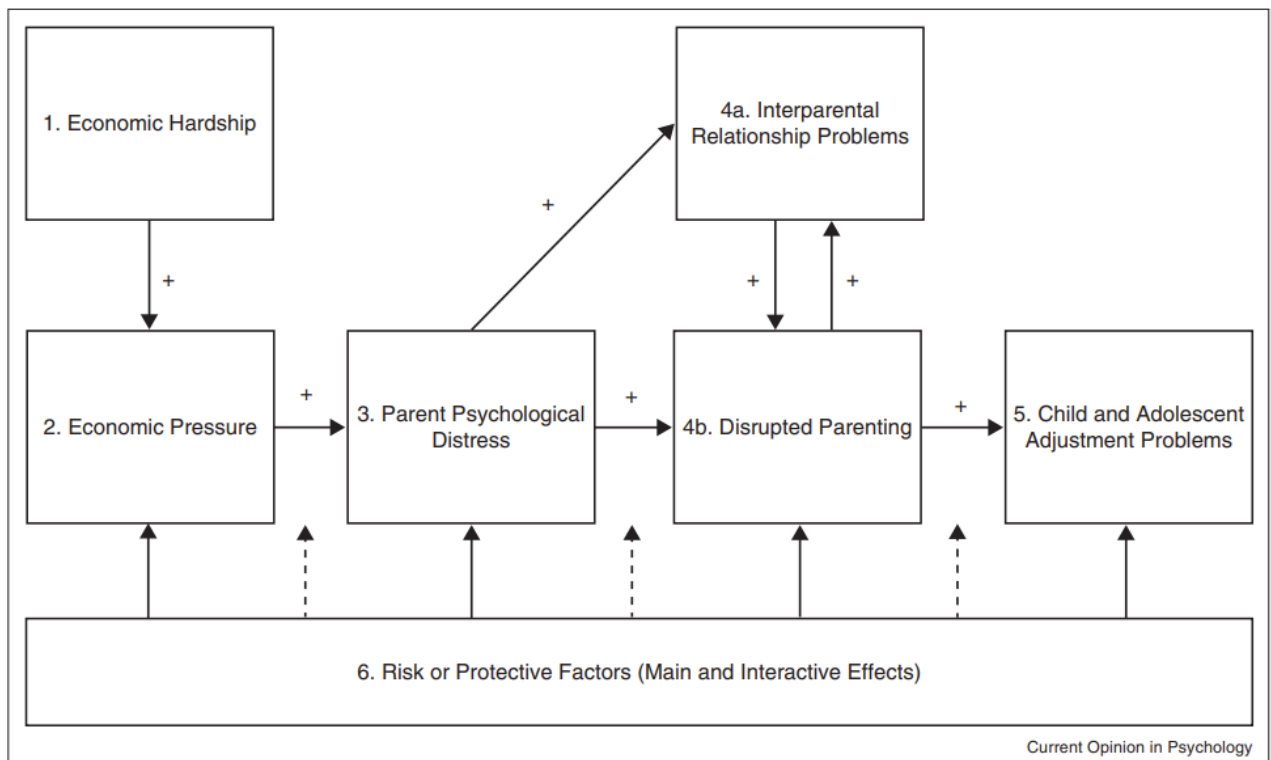 1. Economic Hardship
4a. Interparental
Relationship Problems
+
+
+
+
2. Economic Pressure
+
3. Parent Psychological
Distress
+
4b. Disrupted Parenting
+
5. Child and Adolescent
Adjustment Problems
6. Risk or Protective Factors (Main and Interactive Effects)
Current Opinion in Psychology